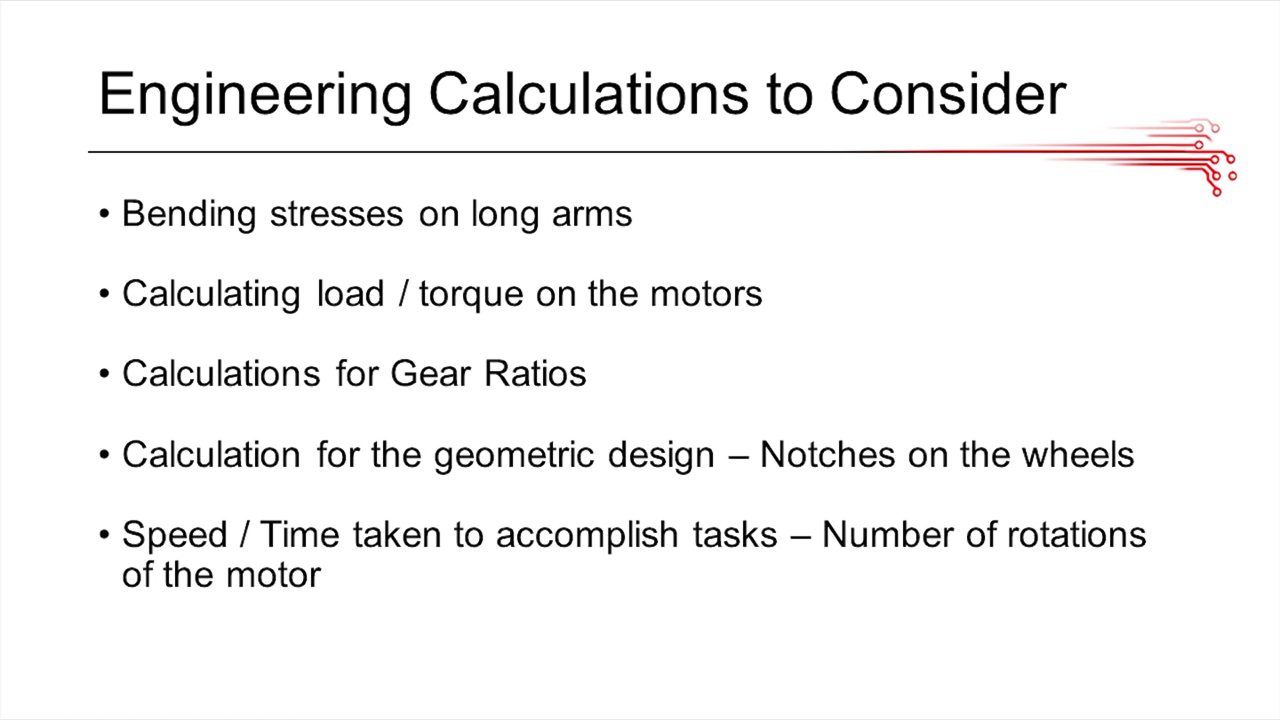 Engineering Calculations to Consider
• Bending stresses on long arms
• Calculating load / torque on the motors
• Calculations for Gear Ratios
• Calculation for the geometric design – Notches on the wheels
• Speed / Time taken to accomplish tasks – Number of rotations
of the motor